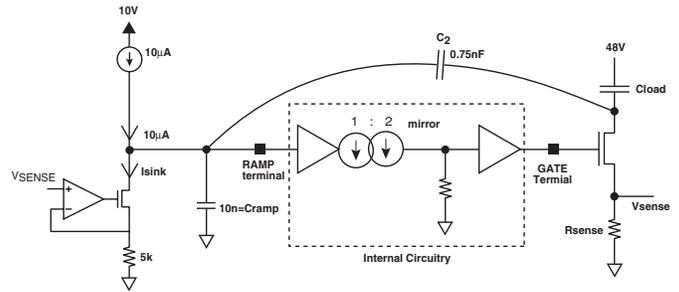 10V
10µA
C2
0.75nF
48V
Cload
1 : 2 mirror
10µA
RAMP
terminal
Isink
GATE
Termial
VSENSE
+
−
10n=Cramp
Vsense
Rsense
5k
Internal Circuitry